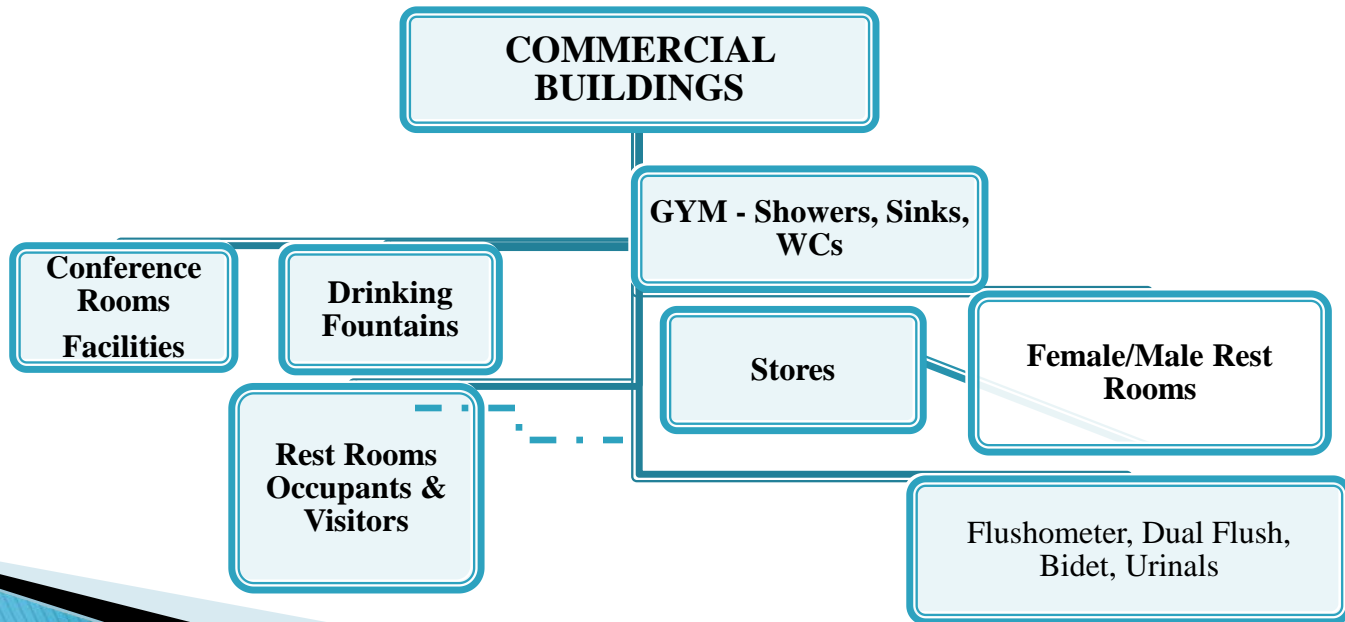 COMMERCIAL
BUILDINGS
GYM - Showers, Sinks,
WCs
Conference
Rooms
Facilities
Drinking
Fountains
Stores
Female/Male Rest
Rooms
Rest Rooms
Occupants &
Visitors
Flushometer, Dual Flush,
Bidet, Urinals